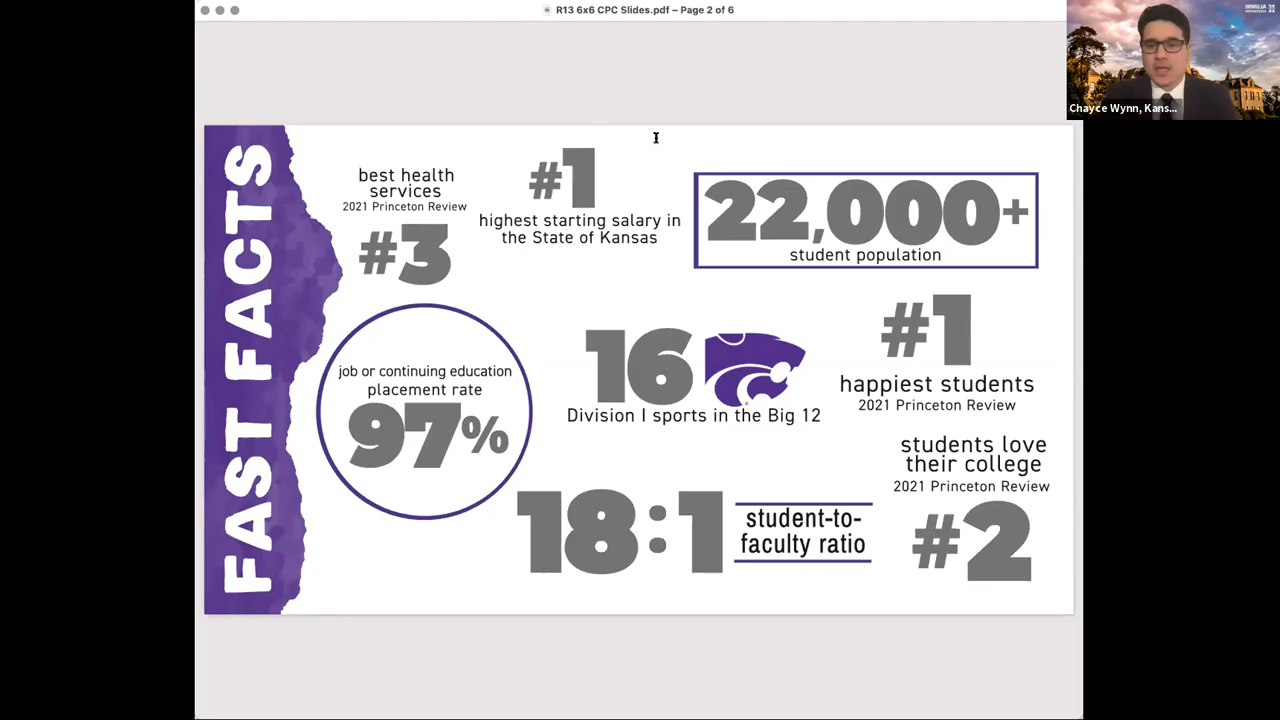 R13 6x6 CPC Slides.pdf – Page 2 of 6
Chayce Wynn, Kans...
FAST FACTS
best health
services
2021 Princeton Review
#3
#1
highest starting salary in
the State of Kansas
22,000+
student population
job or continuing education
placement rate
97%
16
Division I sports in the Big 12
#1
happiest students
2021 Princeton Review
18:1
student-to-
faculty ratio
students love
their college
2021 Princeton Review
#2